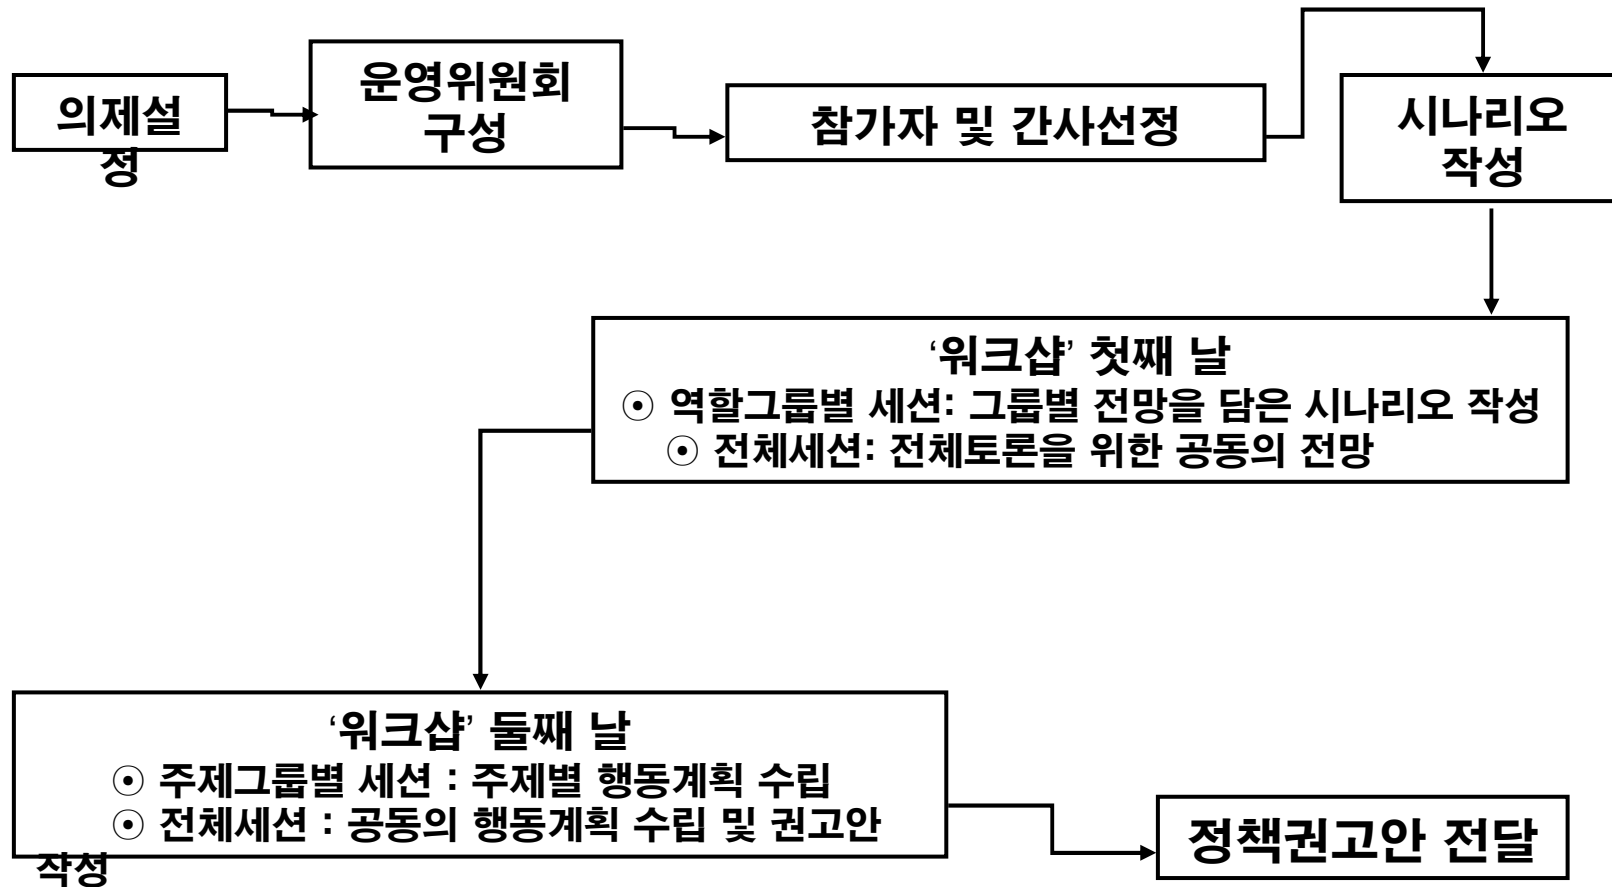 의제설
정
운영위원회
구성
참가자 및 간사선정
시나리오
작성
‘워크샵’ 첫째 날
⊙ 역할그룹별 세션: 그룹별 전망을 담은 시나리오 작성
⊙ 전체세션: 전체토론을 위한 공동의 전망
‘워크샵’ 둘째 날
⊙ 주제그룹별 세션 : 주제별 행동계획 수립
⊙ 전체세션 : 공동의 행동계획 수립 및 권고안
작성
정책권고안 전달